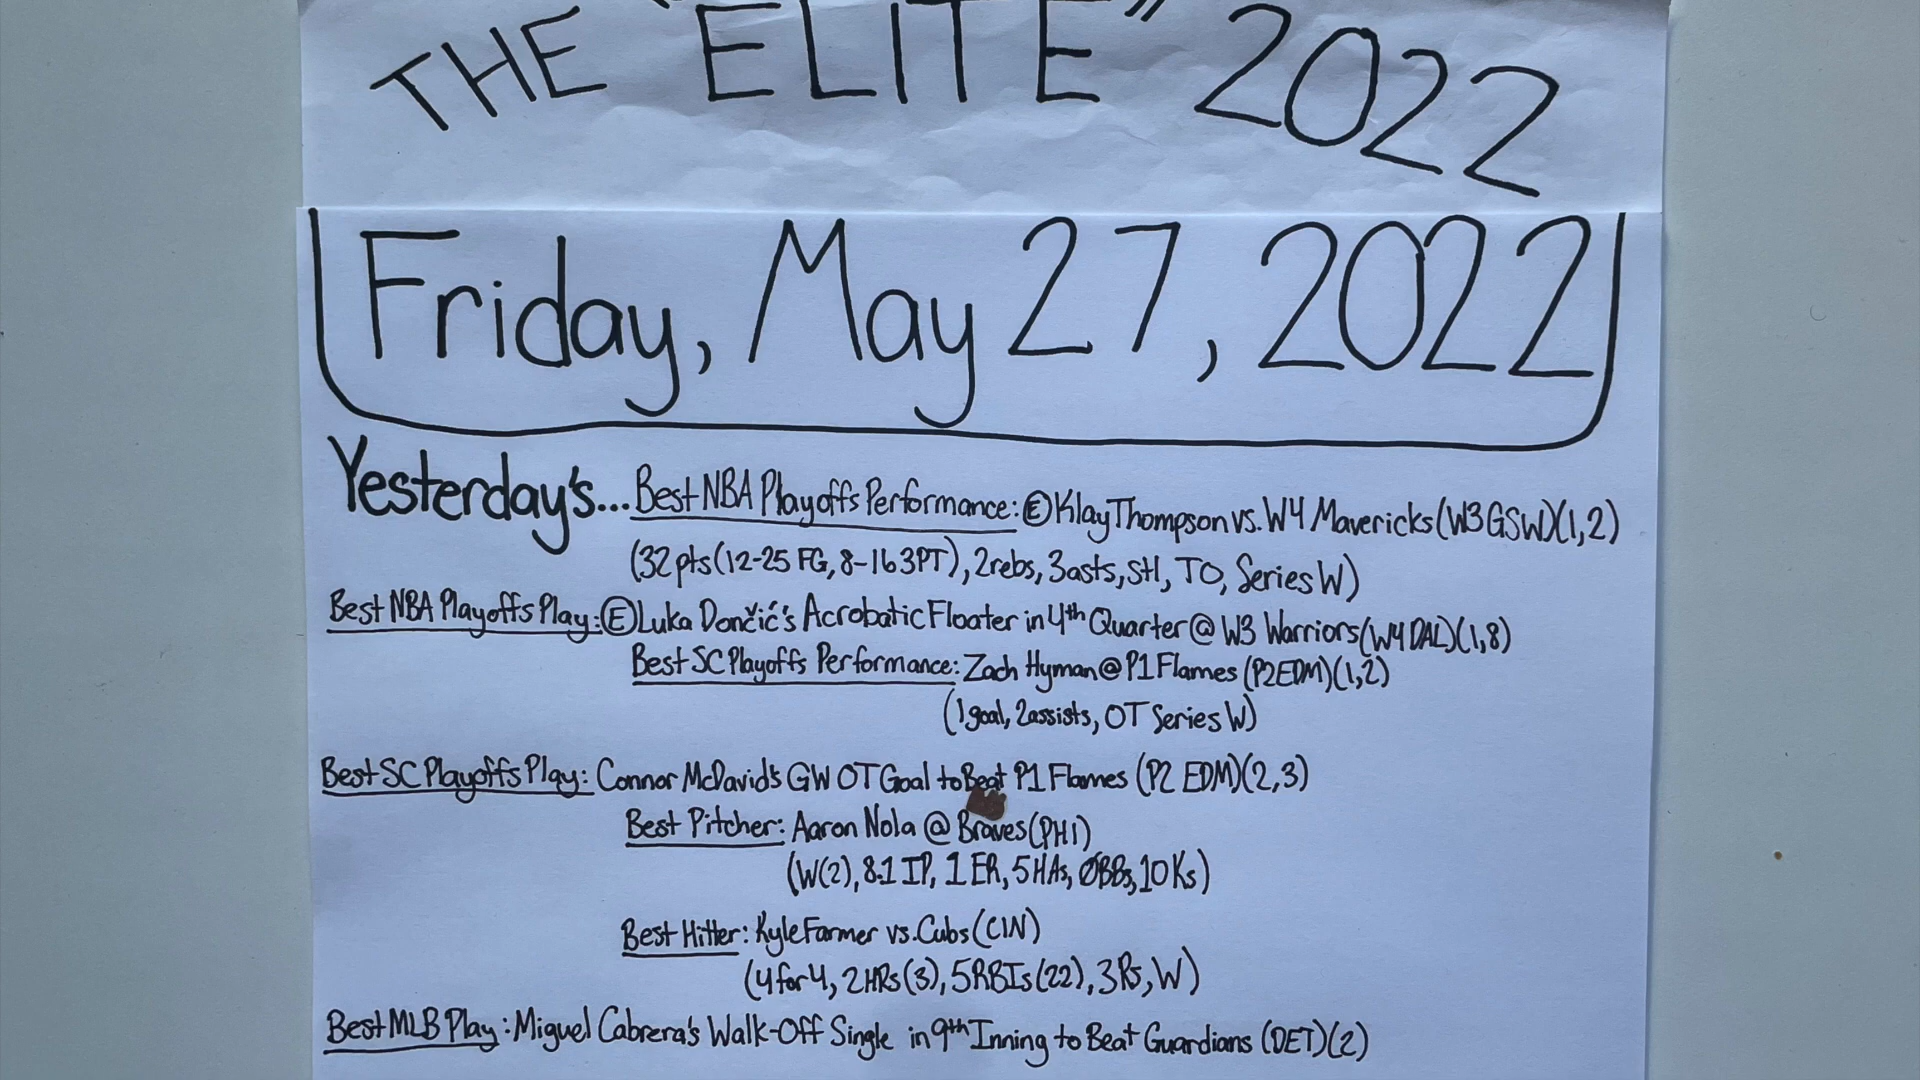 THE "ELITE" 2022
Friday, May 27, 2022
Yesterday's... Best NBA Playoffs Performance: Ⓔ Klay Thompson vs. W4 Mavericks (W3 GSW)(1,2)
(32 pts (12-25 FG, 8-16 3PT), 2 rebs, 3 asts, stl, TO, Series W)
Best NBA Playoffs Play: Ⓔ Luka Dončić's Acrobatic Floater in 4th Quarter @ W3 Warriors (W4 DAL)(1,8)
Best SC Playoffs Performance: Zach Hyman @ P1 Flames (P2 EDM)(1,2)
(1 goal, 2 assists, OT Series W)
Best SC Playoffs Play: Connor McDavid's GW OT Goal to Beat P1 Flames (P2 EDM)(2,3)
Best Pitcher: Aaron Nola @ Braves (PHI)
(W(2), 8.1 IP, 1 ER, 5 HAs, 0 BBs, 10 Ks)
Best Hitter: Kyle Farmer vs. Cubs (CIN)
(4 for 4, 2 HRs (3), 5 RBIs (22), 3 Rs, W)
Best MLB Play: Miguel Cabrera's Walk-Off Single in 9th Inning to Beat Guardians (DET)(2)